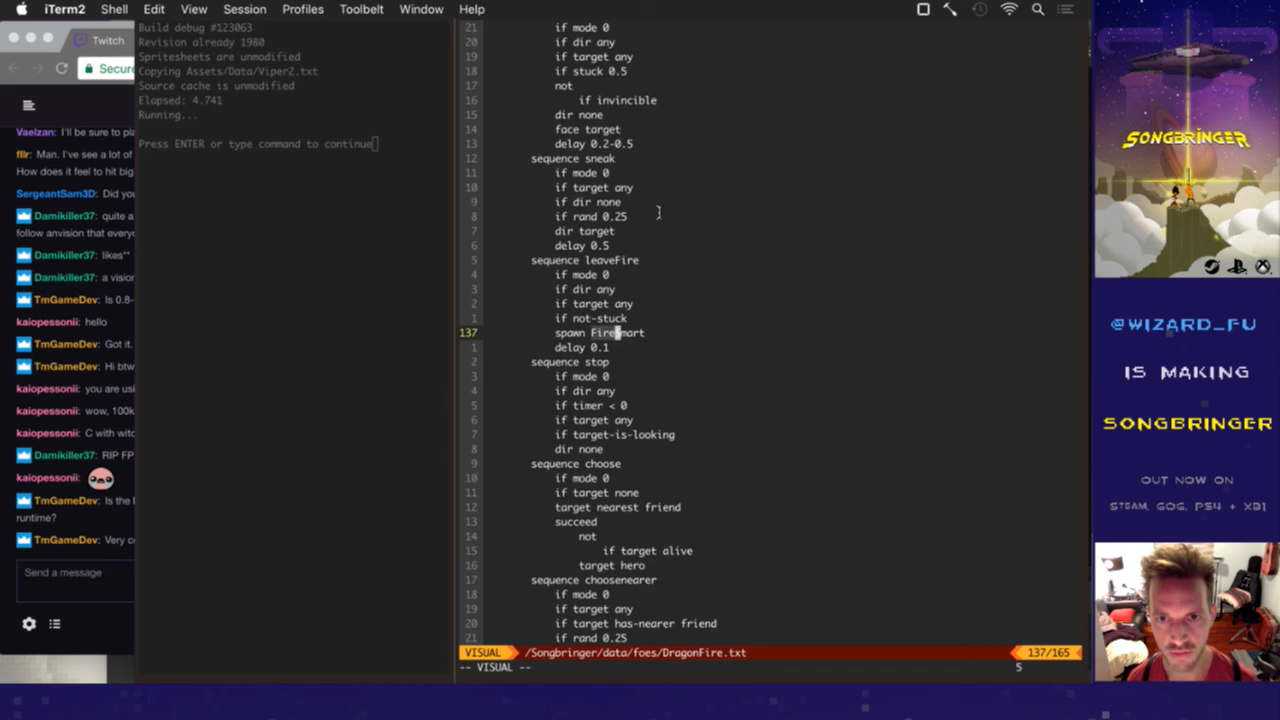 iTerm2 Shell Edit View Session Profiles Toolbelt Window Help
Twitch
Secure
Vaelzan: I'll be sure to pla
fllr: Man. I've see a lot of
How does it feel to hit big
SergeantSam3D: Did you
Damikiller37: quite a
follow anvision that everyo
Damikiller37: likes**
Damikiller37: a vision
TmGameDev: Is 0.8-
kaiopessonii: hello
TmGameDev: Got it.
TmGameDev: Hi btw
kaiopessonii: you are usi
kaiopessonii: wow, 100k
kaiopessonii: C with witc
Damikiller37: RIP FP
kaiopessonii:
TmGameDev: Is the l
runtime?
TmGameDev: Very co
Send a message
Build debug #123063
Revision already 1980
Spritesheets are unmodified
Copying Assets/Data/Viper2.txt
Source cache is unmodified
Elapsed: 4.741
Running...
Press ENTER or type command to continue
21 if mode 0
20 if dir any
19 if target any
18 if stuck 0.5
17 not
16 if invincible
15 dir none
14 face target
13 delay 0.2-0.5
12 sequence sneak
11 if mode 0
10 if target any
9 if dir none
8 if rand 0.25
7 dir target
6 delay 0.5
5 sequence leaveFire
4 if mode 0
3 if dir any
2 if target any
1 if not-stuck
137 spawn FireSmart
1 delay 0.1
2 sequence stop
3 if mode 0
4 if dir any
5 if timer < 0
6 if target any
7 if target-is-looking
8 dir none
9 sequence choose
10 if mode 0
11 if target none
12 target nearest friend
13 succeed
14 not
15 if target alive
16 target hero
17 sequence choosenearer
18 if mode 0
19 if target any
20 if target has-nearer friend
21 if rand 0.25
VISUAL /Songbringer/data/foes/DragonFire.txt 137/165
-- VISUAL -- 5
SONGBRINGER
@WIZARD_FU
IS MAKING
SONGBRINGER
OUT NOW ON
STEAM, GOG, PS4 + XB1